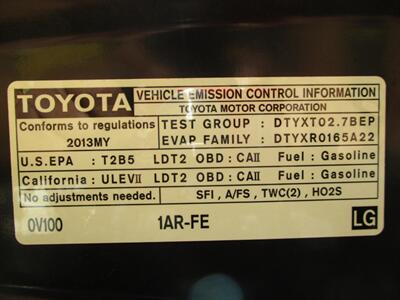 TOYOTA VEHICLE EMISSION CONTROL INFORMATION
TOYOTA MOTOR CORPORATION
Conforms to regulations
2013MY
TEST GROUP : DTYXT02.7BEP
EVAP FAMILY : DTYXR0165A22
U.S.EPA : T2B5 LDT2 OBD : CAII Fuel : Gasoline
California : ULEVII LDT2 OBD : CAII Fuel : Gasoline
No adjustments needed. SFI , A/FS , TWC(2) , HO2S
0V100 1AR-FE LG